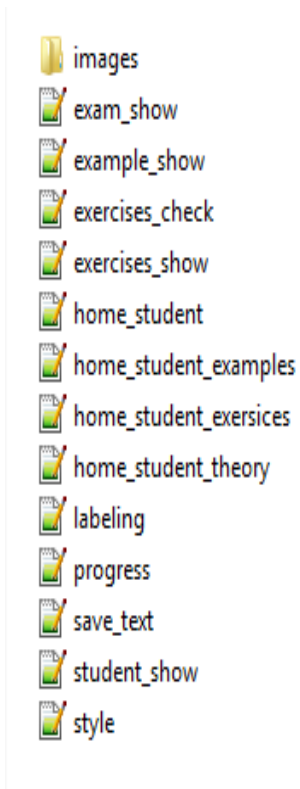 images
exam_show
example_show
exercises_check
exercises_show
home_student
home_student_examples
home_student_exersices
home_student_theory
labeling
progress
save_text
student_show
style